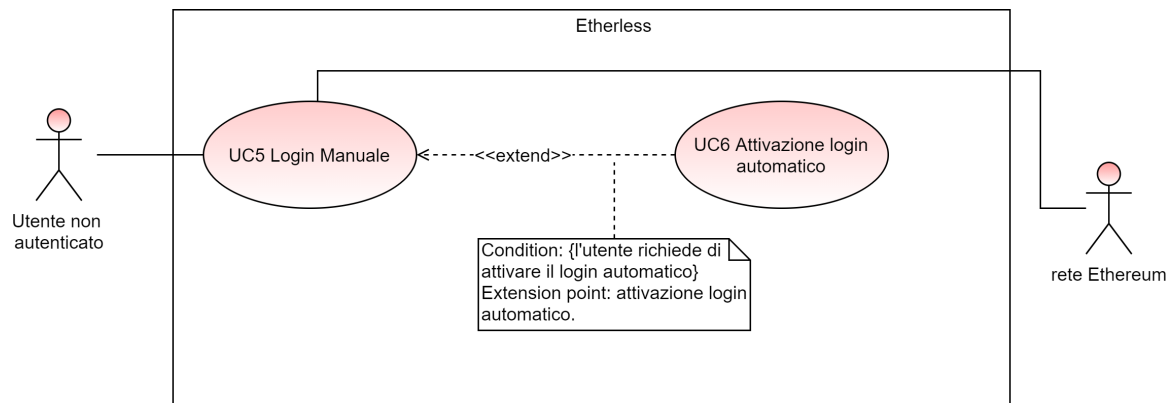 Etherless
UC5 Login Manuale
<<extend>>
UC6 Attivazione login
automatico
Utente non
autenticato
Condition: {l'utente richiede di
attivare il login automatico}
Extension point: attivazione login
automatico.
rete Ethereum